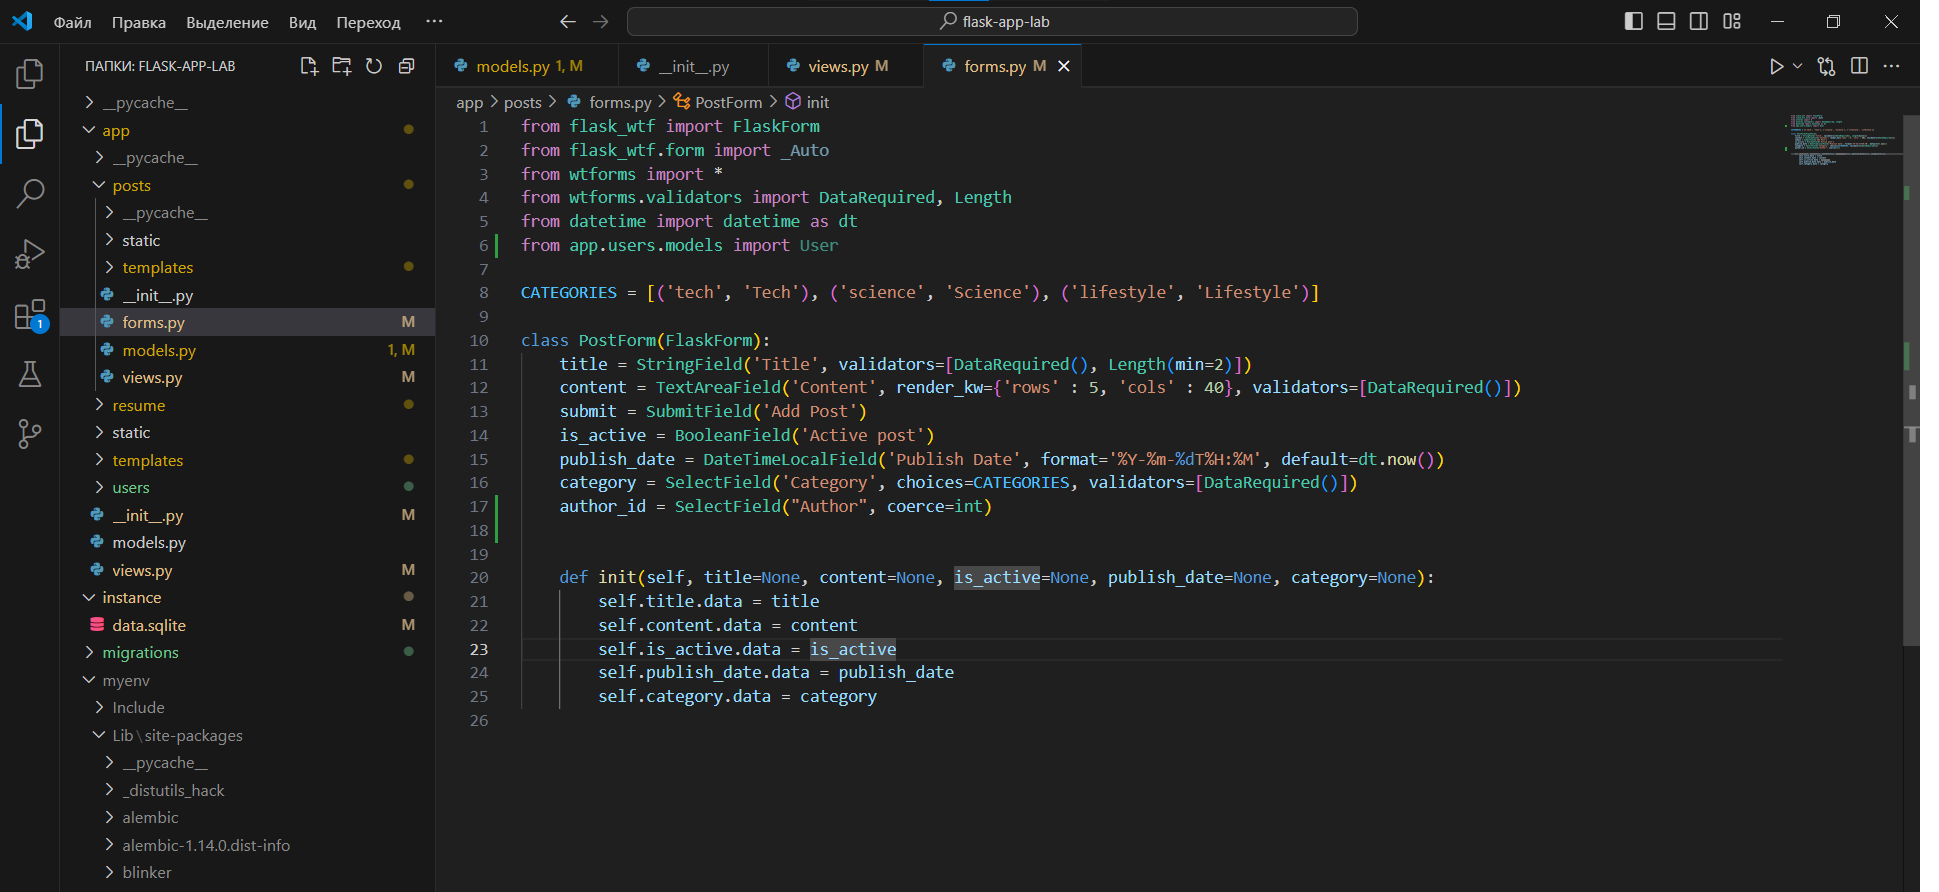 Файл Правка Выделение Вид Переход ··· flask-app-lab
ПАПКИ: FLASK-APP-LAB
__pycache__
app
__pycache__
posts
__pycache__
static
templates
__init__.py
forms.py M
models.py 1, M
views.py M
resume
static
templates
users
__init__.py M
models.py
views.py M
instance
data.sqlite M
migrations
myenv
Include
Lib\site-packages
__pycache__
_distutils_hack
alembic
alembic-1.14.0.dist-info
blinker
1
models.py 1, M __init__.py views.py M forms.py M
app > posts > forms.py > PostForm > init
1 from flask_wtf import FlaskForm
2 from flask_wtf.form import _Auto
3 from wtforms import *
4 from wtforms.validators import DataRequired, Length
5 from datetime import datetime as dt
6 from app.users.models import User
7
8 CATEGORIES = [('tech', 'Tech'), ('science', 'Science'), ('lifestyle', 'Lifestyle')]
9
10 class PostForm(FlaskForm):
11 title = StringField('Title', validators=[DataRequired(), Length(min=2)])
12 content = TextAreaField('Content', render_kw={'rows' : 5, 'cols' : 40}, validators=[DataRequired()])
13 submit = SubmitField('Add Post')
14 is_active = BooleanField('Active post')
15 publish_date = DateTimeLocalField('Publish Date', format='%Y-%m-%dT%H:%M', default=dt.now())
16 category = SelectField('Category', choices=CATEGORIES, validators=[DataRequired()])
17 author_id = SelectField("Author", coerce=int)
18
19
20 def init(self, title=None, content=None, is_active=None, publish_date=None, category=None):
21 self.title.data = title
22 self.content.data = content
23 self.is_active.data = is_active
24 self.publish_date.data = publish_date
25 self.category.data = category
26